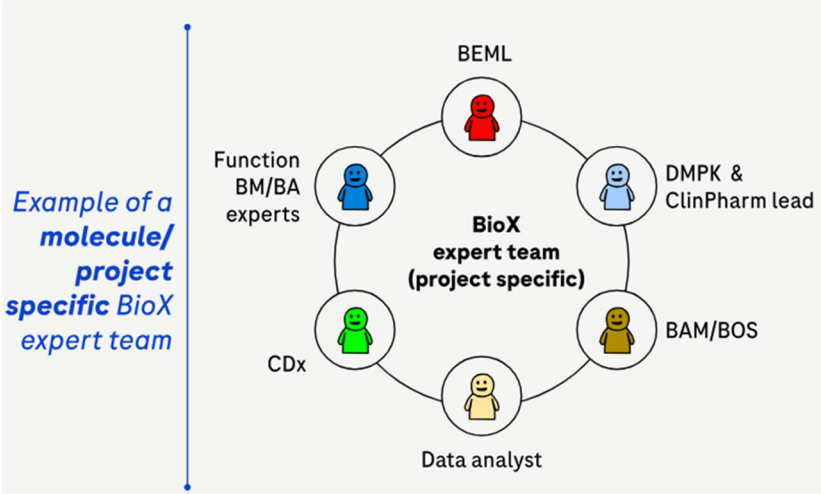 Example of a
molecule/
project
specific BioX
expert team
BEML
Function
BM/BA
experts
DMPK &
ClinPharm lead
BioX
expert team
(project specific)
CDx
BAM/BOS
Data analyst